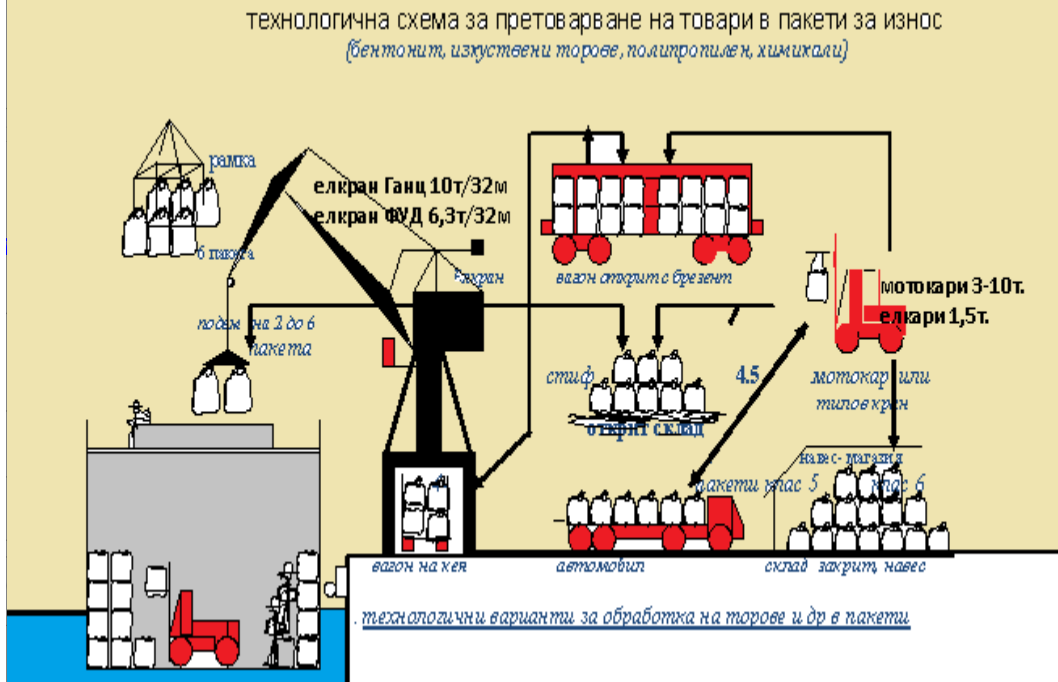 технологична схема за претоварване на товари в пакети за износ
(бентонит, изкуствени торове, полипропилен, химикали)
рамка
елкран Ганц 10т/32м
елкран ФУД 6,3т/32м
6 пакета
елкран
вагон открит с брезент
мотокари 3-10т.
елкари 1,5т.
подем на 2 до 6
пакета
стиф
4.5
мотокар или
типов кран
открит склад
навес- магазия
4
пакети клас 5
клас 6
вагон на кея
автомобил
склад закрит, навес
. технологични варианти за обработка на торове и др в пакети